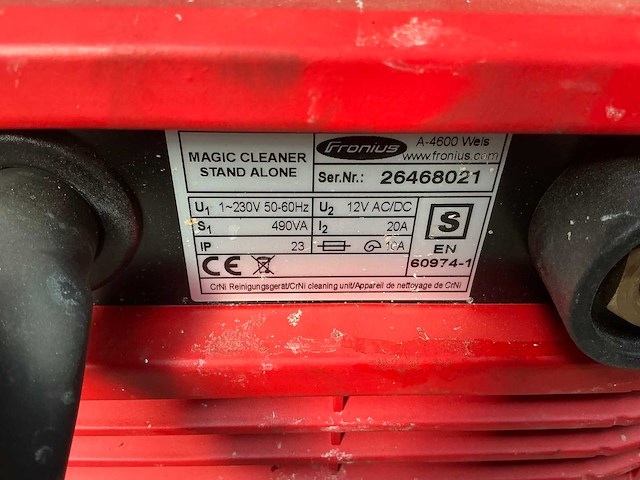 Fronius
A-4600 Wels
www.fronius.com
MAGIC CLEANER
STAND ALONE
Ser.Nr.: 26468021
U1 1~230V 50-60Hz U2 12V AC/DC
S1 490VA I2 20A
IP 23 10A
S
EN
60974-1
CE
CrNi Reinigungsgerät/CrNi cleaning unit/Appareil de nettoyage de CrNi